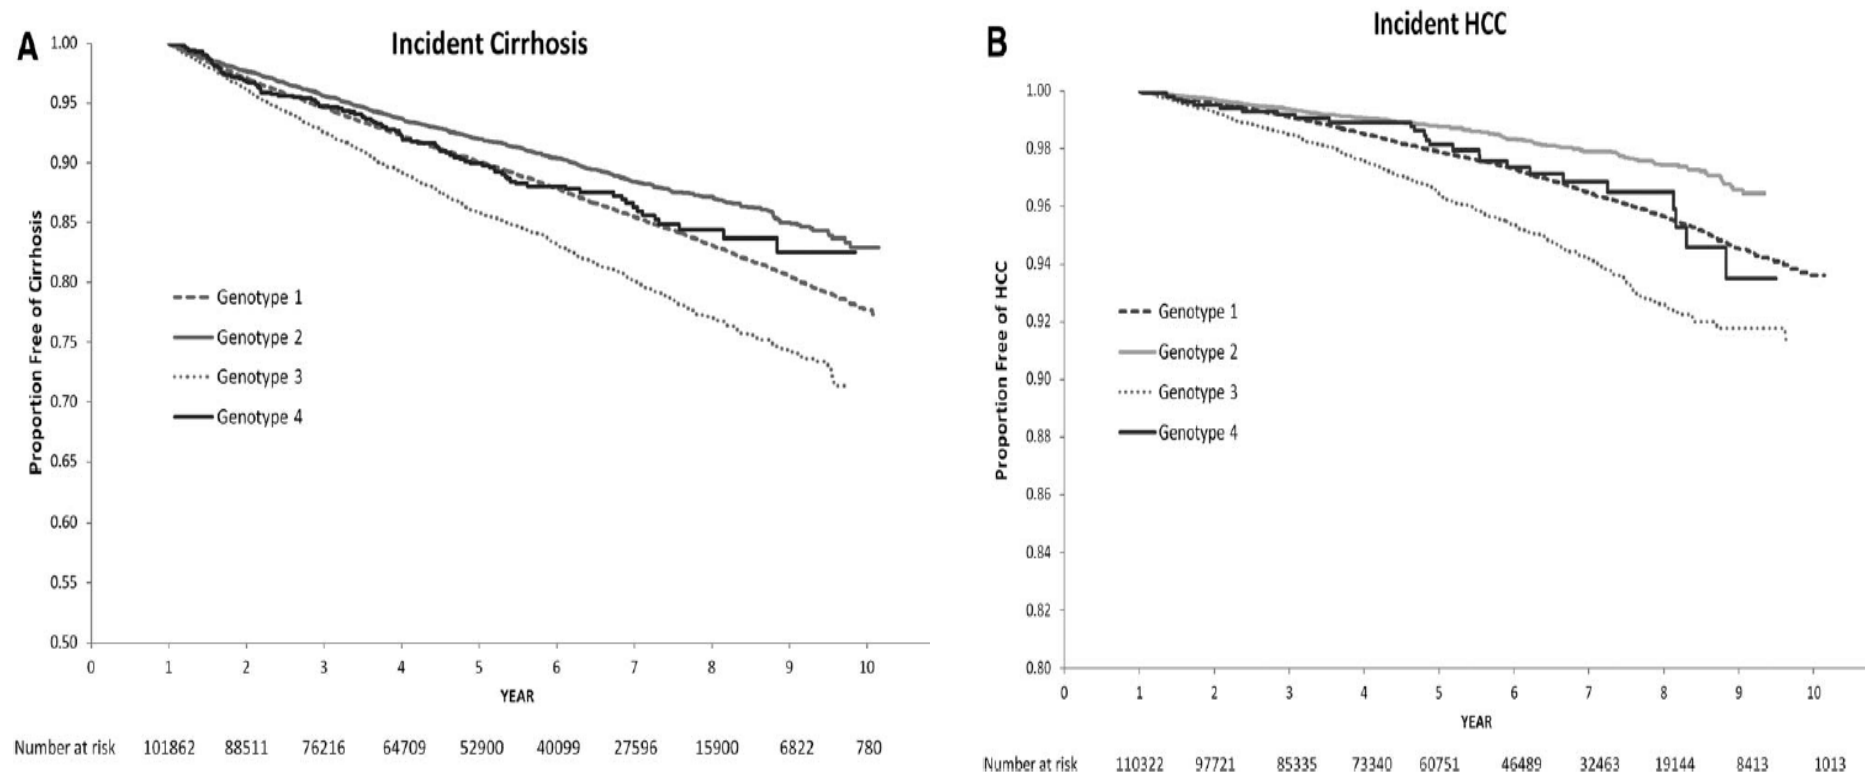 A
Incident Cirrhosis
1.00
0.95
0.90
0.85
0.80
0.75
0.70
0.65
0.60
0.55
0.50
Proportion Free of Cirrhosis
Genotype 1
Genotype 2
Genotype 3
Genotype 4
0 1 2 3 4 5 6 7 8 9 10
YEAR
Number at risk 101862 88511 76216 64709 52900 40099 27596 15900 6822 780
B
Incident HCC
1.00
0.98
0.96
0.94
0.92
0.90
0.88
0.86
0.84
0.82
0.80
Proportion Free of HCC
Genotype 1
Genotype 2
Genotype 3
Genotype 4
0 1 2 3 4 5 6 7 8 9 10
YEAR
Number at risk 110322 97721 85335 73340 60751 46489 32463 19144 8413 1013